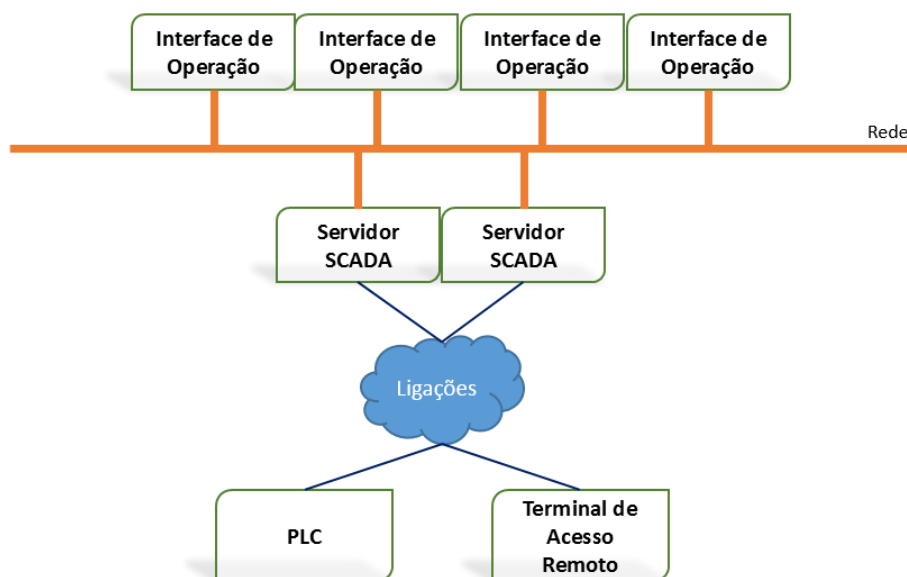 Interface de
Operação
Interface de
Operação
Interface de
Operação
Interface de
Operação
Rede
Servidor
SCADA
Servidor
SCADA
Ligações
PLC
Terminal de
Acesso
Remoto